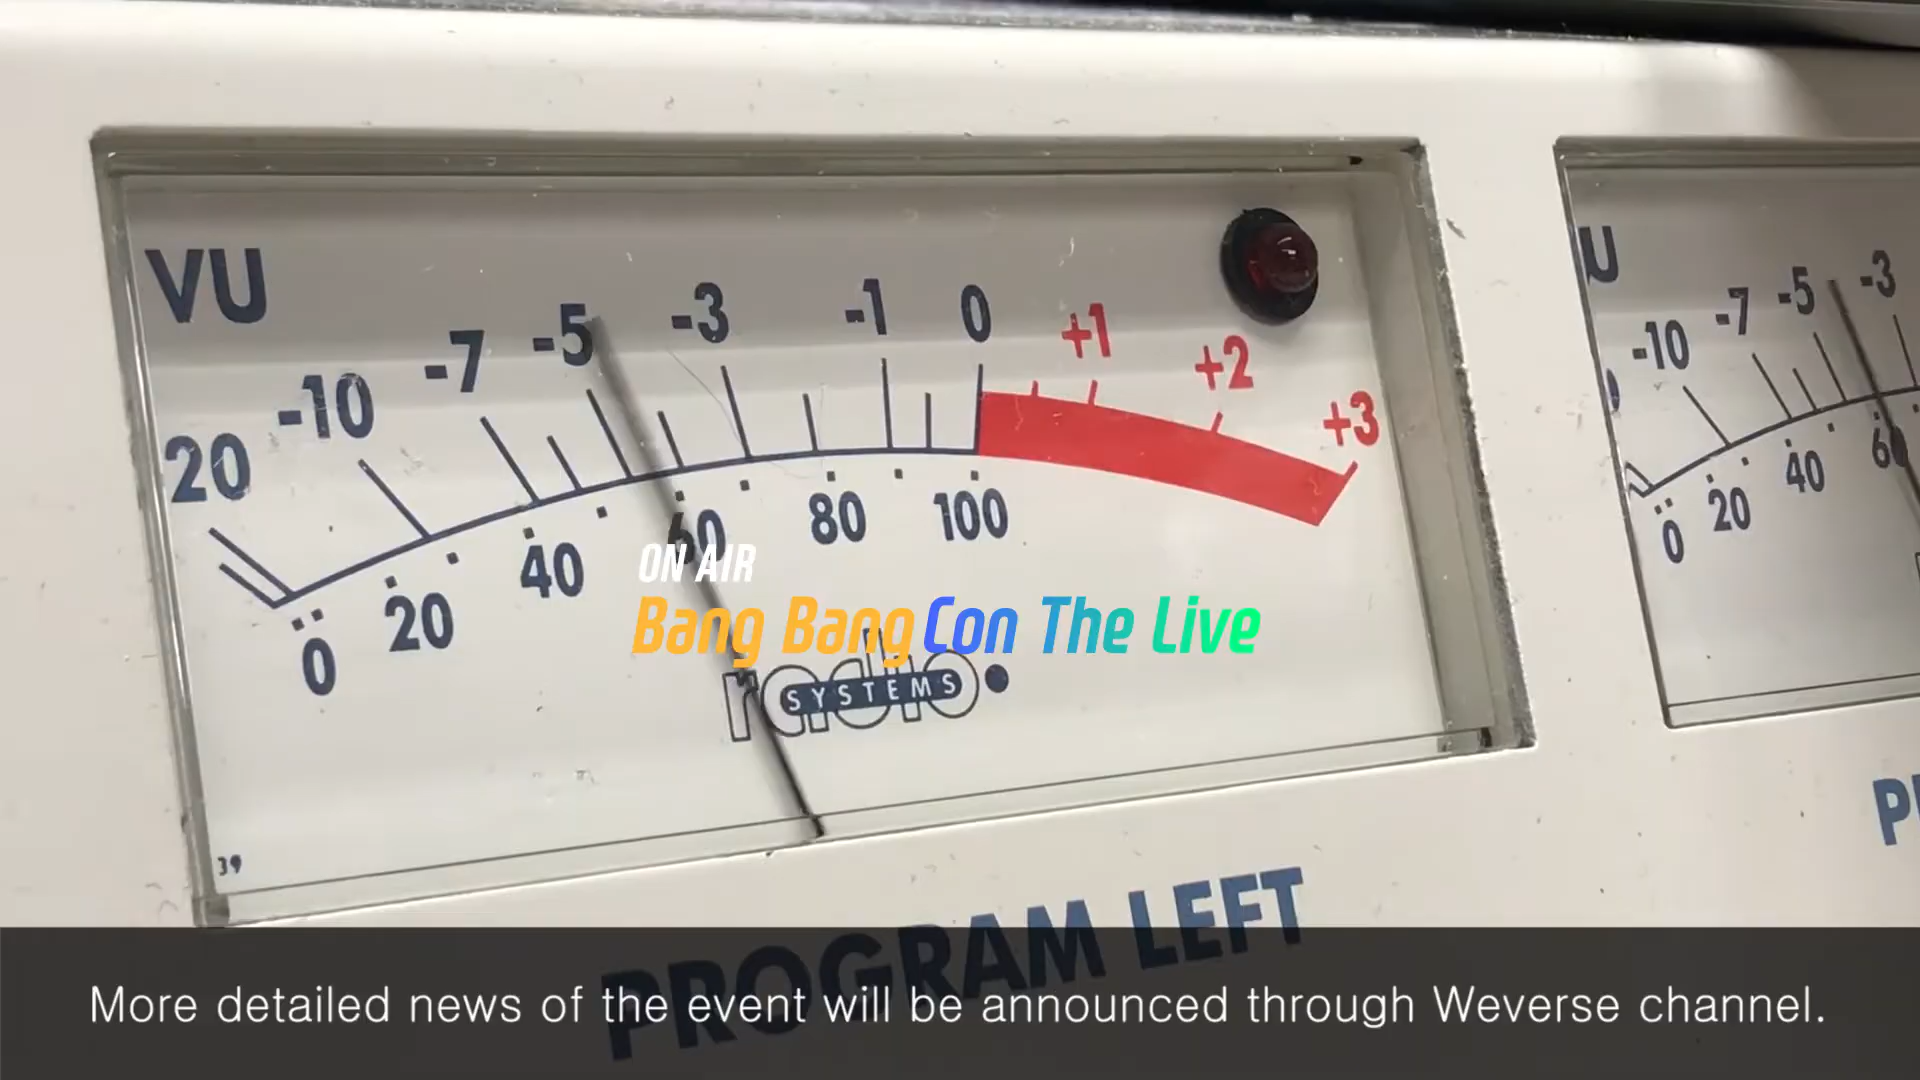 VU
20 -10 -7 -5 -3 -1 0 +1 +2 +3
0 20 40 60 80 100
ON AIR
Bang Bang Con The Live
radio
SYSTEMS
39
PROGRAM LEFT
U
-10 -7 -5 -3
0 20 40 60
More detailed news of the event will be announced through Weverse channel.